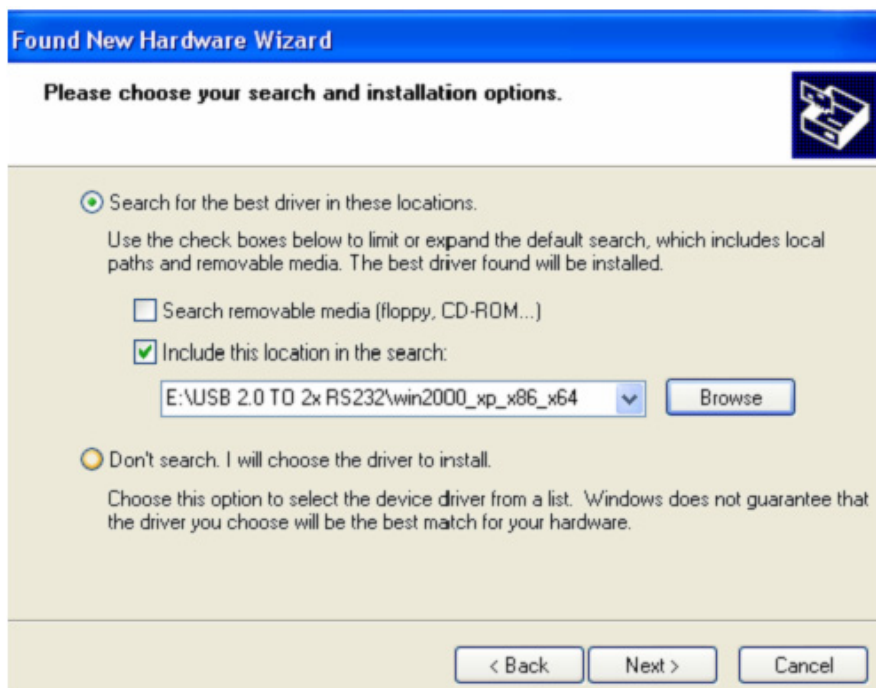 Found New Hardware Wizard
Please choose your search and installation options.
Search for the best driver in these locations.
Use the check boxes below to limit or expand the default search, which includes local
paths and removable media. The best driver found will be installed.
Search removable media (floppy, CD-ROM...)
Include this location in the search:
E:\USB 2.0 TO 2x RS232\win2000_xp_x86_x64
Browse
Don't search. I will choose the driver to install.
Choose this option to select the device driver from a list.  Windows does not guarantee that
the driver you choose will be the best match for your hardware.
< Back
Next >
Cancel